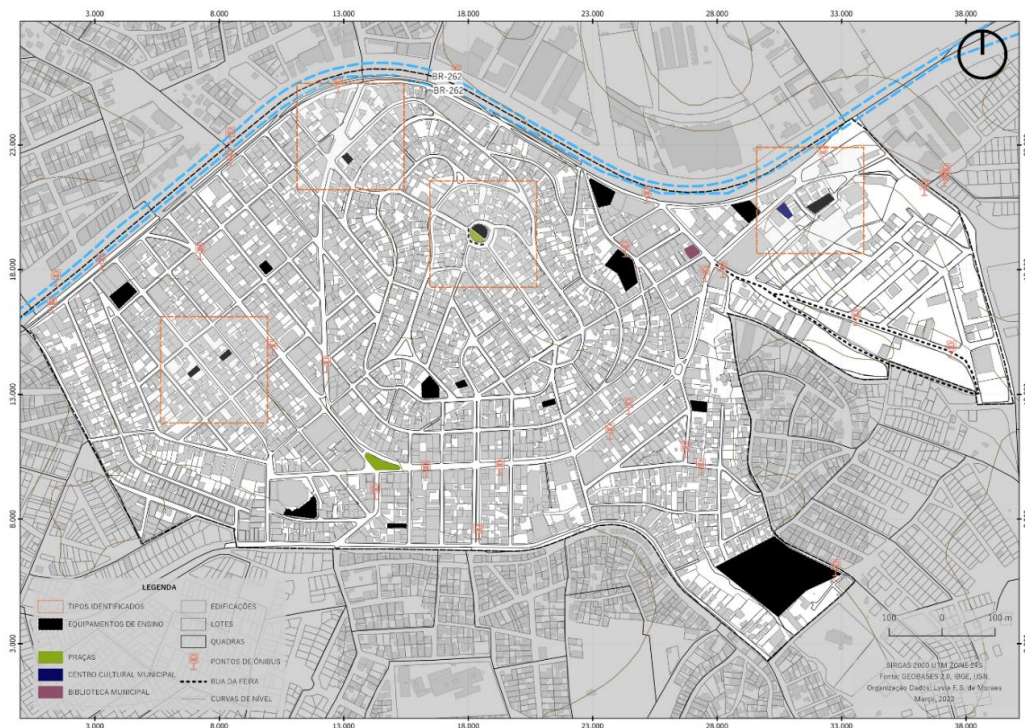 3.000 8.000 13.000 18.000 23.000 28.000 33.000 38.000
BR-262
BR-262
23.000
18.000
13.000
8.000
3.000
LEGENDA
TIPOS IDENTIFICADOS
EQUIPAMENTOS DE ENSINO
PRAÇAS
CENTRO CULTURAL MUNICIPAL
BIBLIOTECA MUNICIPAL
EDIFICAÇÕES
LOTES
QUADRAS
PONTOS DE ÔNIBUS
RUA DA FEIRA
CURVAS DE NÍVEL
100 0 100 m
SIRGAS 2000 UTM ZONE 24S
Fonte: GEOBASES 2.0, IBGE, IJSN.
Organização Dados: Lívia E.S. de Moraes
Março, 2022
3.000 8.000 13.000 18.000 23.000 28.000 33.000 38.000